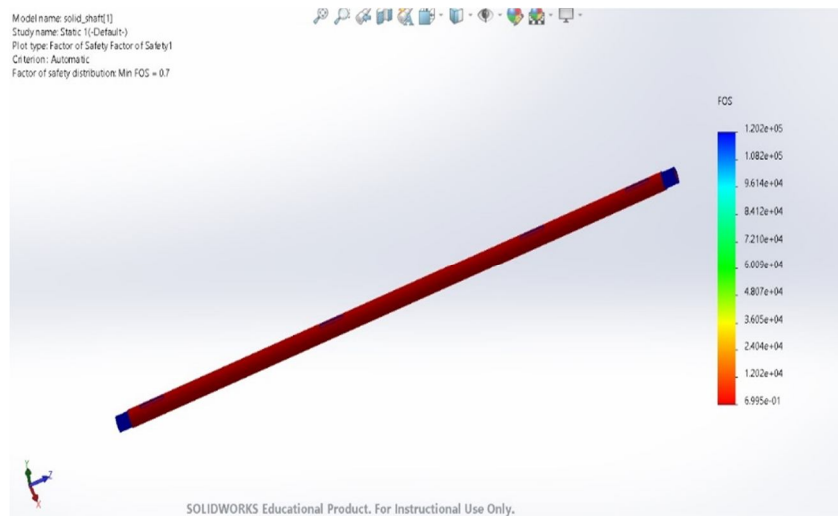 Model name: solid_shaft[1]
Study name: Static 1(-Default-)
Plot type: Factor of Safety Factor of Safety1
Criterion: Automatic
Factor of safety distribution: Min FOS = 0.7
FOS
1.202e+05
1.082e+05
9.614e+04
8.412e+04
7.210e+04
6.009e+04
4.807e+04
3.605e+04
2.404e+04
1.202e+04
6.995e-01
Y
Z
X
SOLIDWORKS Educational Product. For Instructional Use Only.